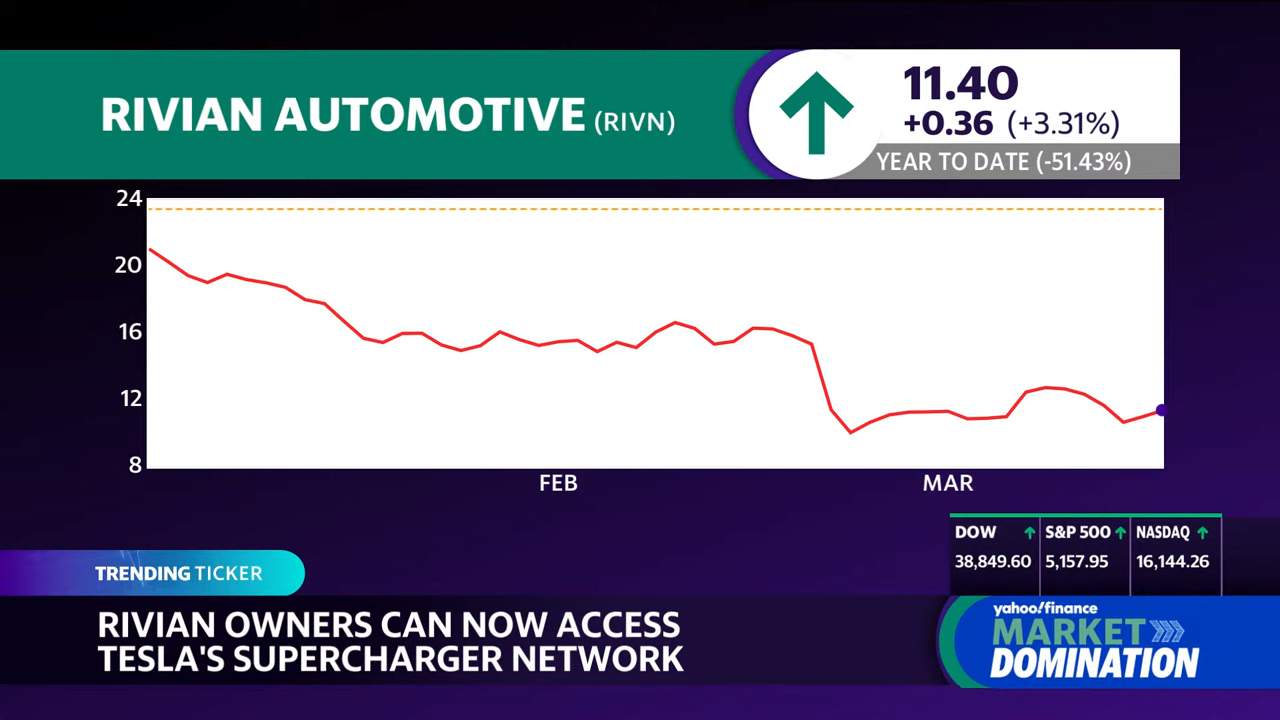 RIVIAN AUTOMOTIVE (RIVN)
11.40
+0.36 (+3.31%)
YEAR TO DATE (-51.43%)
24
20
16
12
8
FEB MAR
DOW S&P 500 NASDAQ
38,849.60 5,157.95 16,144.26
TRENDING TICKER
RIVIAN OWNERS CAN NOW ACCESS
TESLA'S SUPERCHARGER NETWORK
yahoo!finance
MARKET
DOMINATION